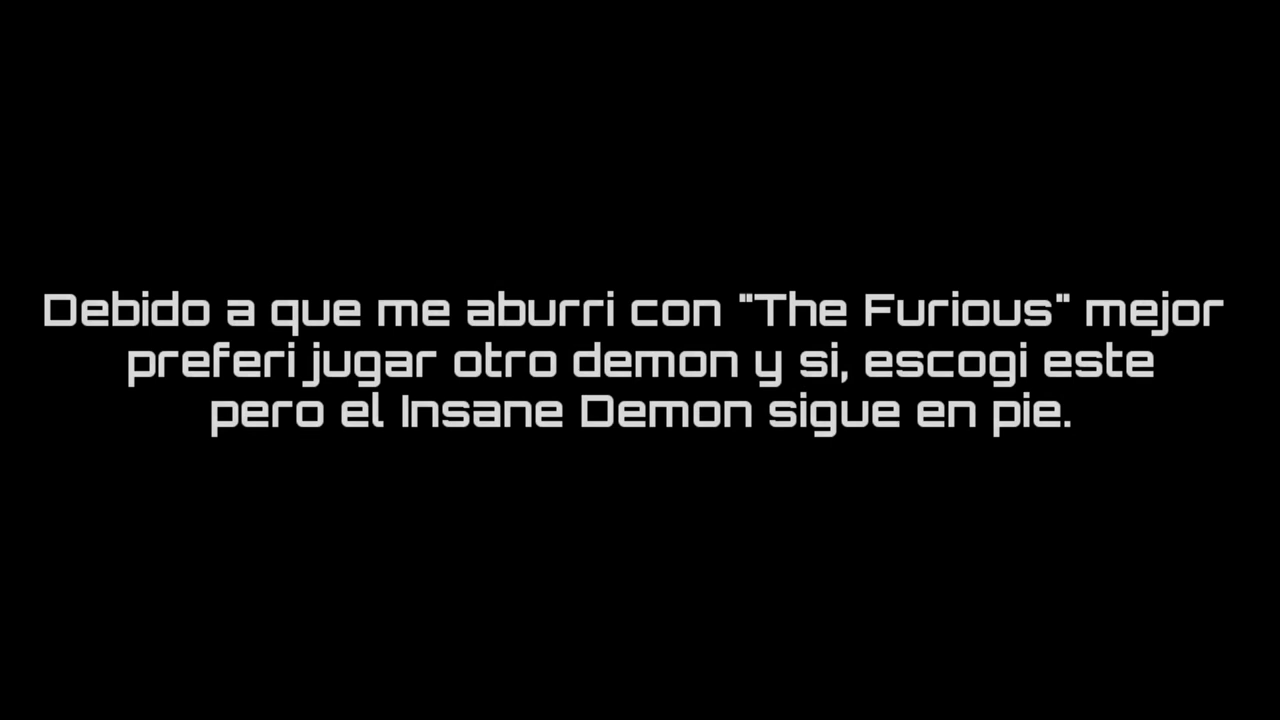 Debido a que me aburri con "The Furious" mejor
preferi jugar otro demon y si, escogi este
pero el Insane Demon sigue en pie.